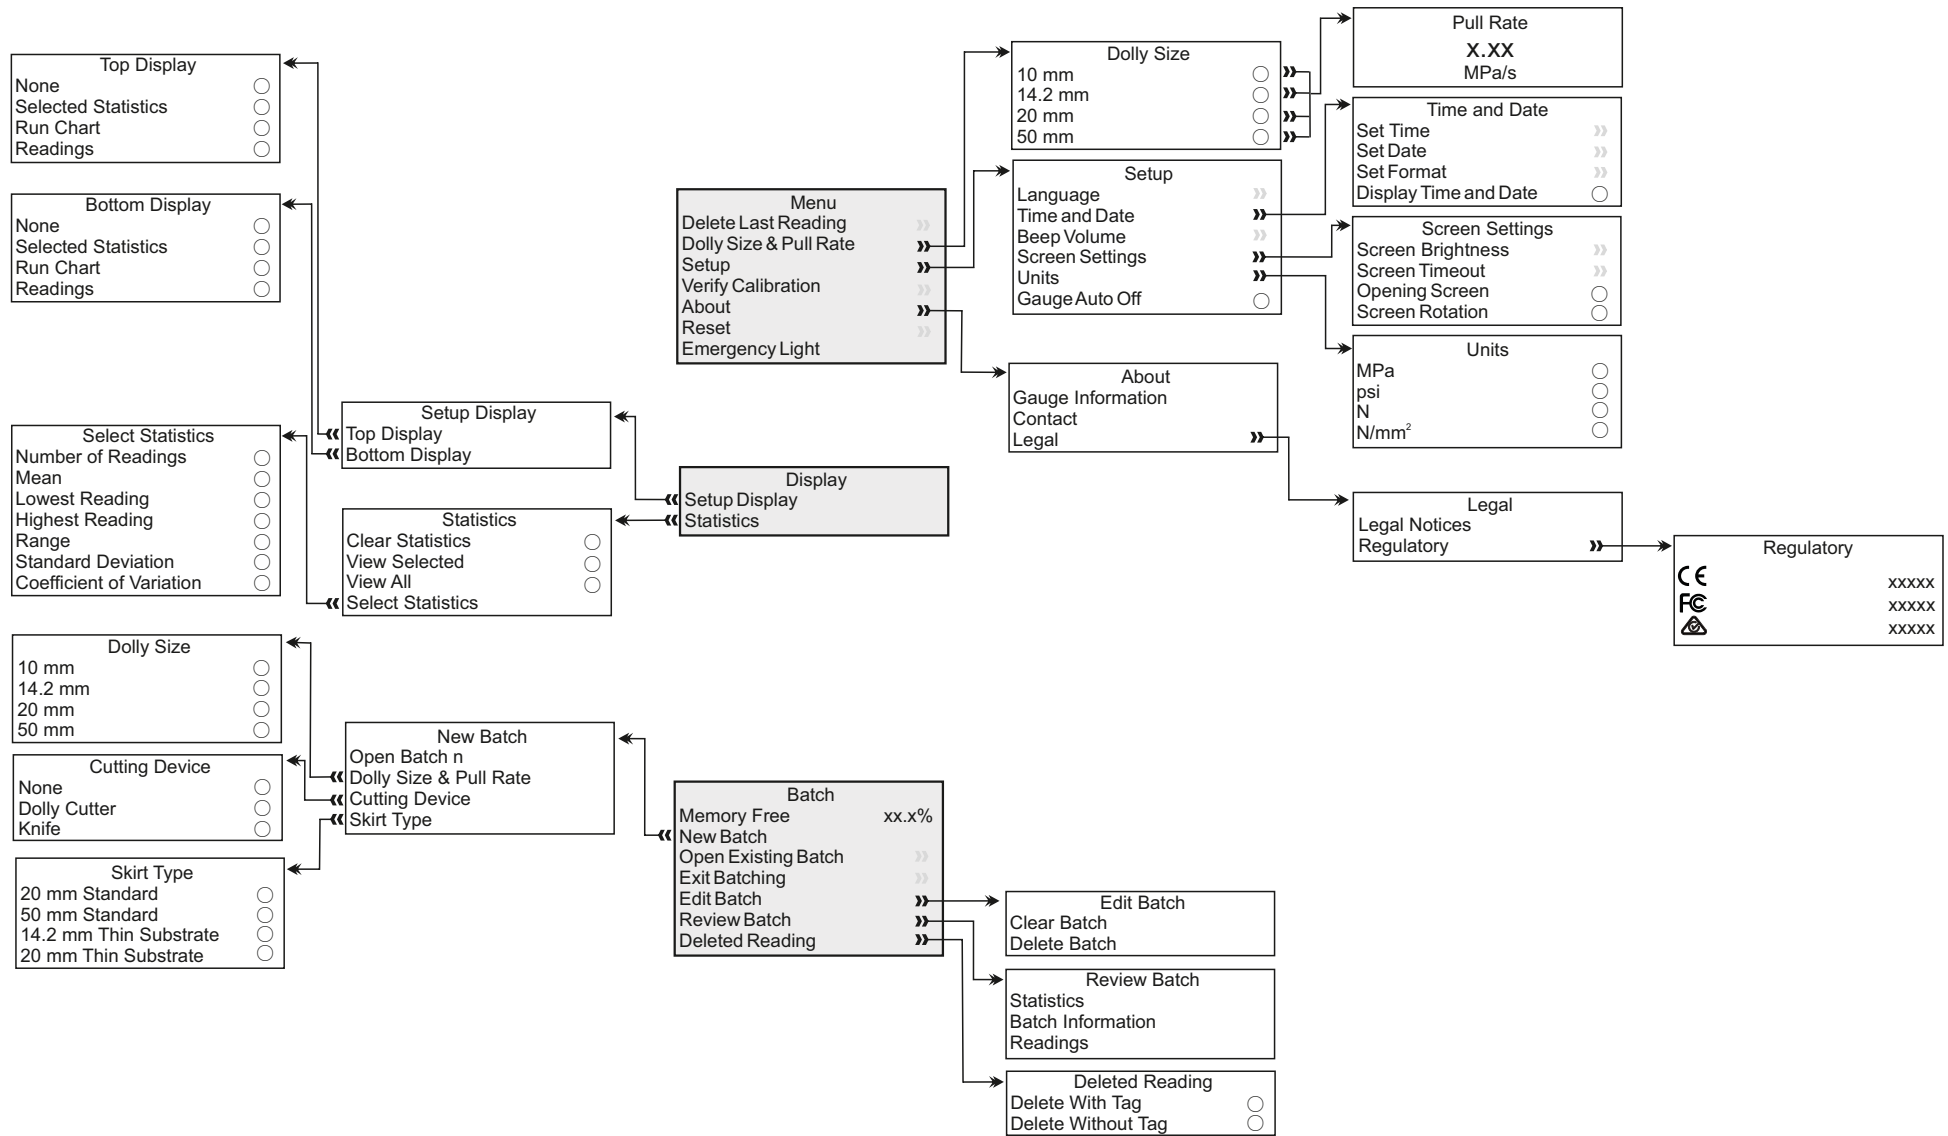 Top Display
None
Selected Statistics
Run Chart
Readings
Bottom Display
None
Selected Statistics
Run Chart
Readings
Select Statistics
Number of Readings
Mean
Lowest Reading
Highest Reading
Range
Standard Deviation
Coefficient of Variation
Setup Display
Top Display
Bottom Display
Statistics
Clear Statistics
View Selected
View All
Select Statistics
Display
Setup Display
Statistics
Menu
Delete Last Reading
Dolly Size & Pull Rate
Setup
Verify Calibration
About
Reset
Emergency Light
Dolly Size
10 mm
14.2 mm
20 mm
50 mm
Pull Rate
x.xx
MPa/s
Setup
Language
Time and Date
Beep Volume
Screen Settings
Units
Gauge Auto Off
Time and Date
Set Time
Set Date
Set Format
Display Time and Date
Screen Settings
Screen Brightness
Screen Timeout
Opening Screen
Screen Rotation
Units
MPa
psi
N
N/mm²
About
Gauge Information
Contact
Legal
Legal
Legal Notices
Regulatory
Regulatory
CE xxxxx
FC xxxxx
xxxxx
Dolly Size
10 mm
14.2 mm
20 mm
50 mm
Cutting Device
None
Dolly Cutter
Knife
Skirt Type
20 mm Standard
50 mm Standard
14.2 mm Thin Substrate
20 mm Thin Substrate
New Batch
Open Batch n
Dolly Size & Pull Rate
Cutting Device
Skirt Type
Batch
Memory Free xx.x%
New Batch
Open Existing Batch
Exit Batching
Edit Batch
Review Batch
Deleted Reading
Edit Batch
Clear Batch
Delete Batch
Review Batch
Statistics
Batch Information
Readings
Deleted Reading
Delete With Tag
Delete Without Tag